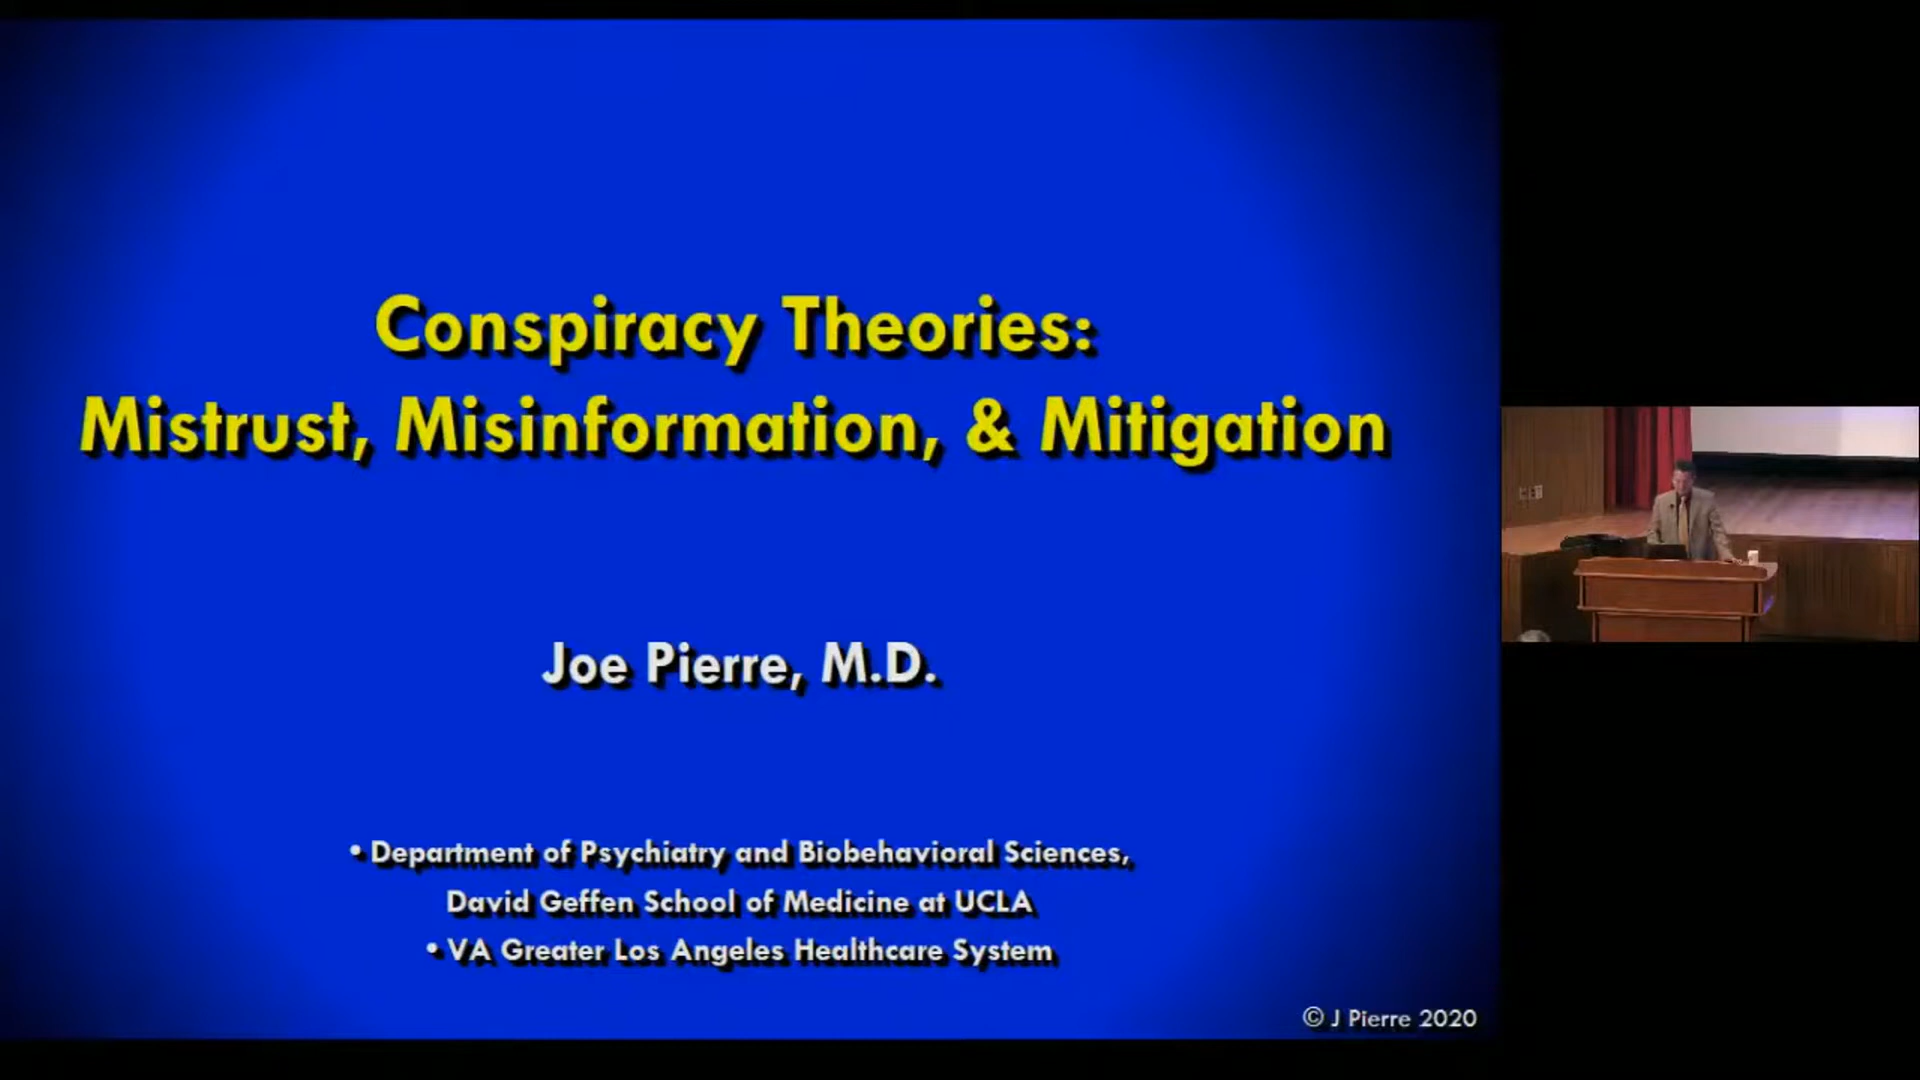 Conspiracy Theories:
Mistrust, Misinformation, & Mitigation
Joe Pierre, M.D.
• Department of Psychiatry and Biobehavioral Sciences,
David Geffen School of Medicine at UCLA
• VA Greater Los Angeles Healthcare System
© J Pierre 2020